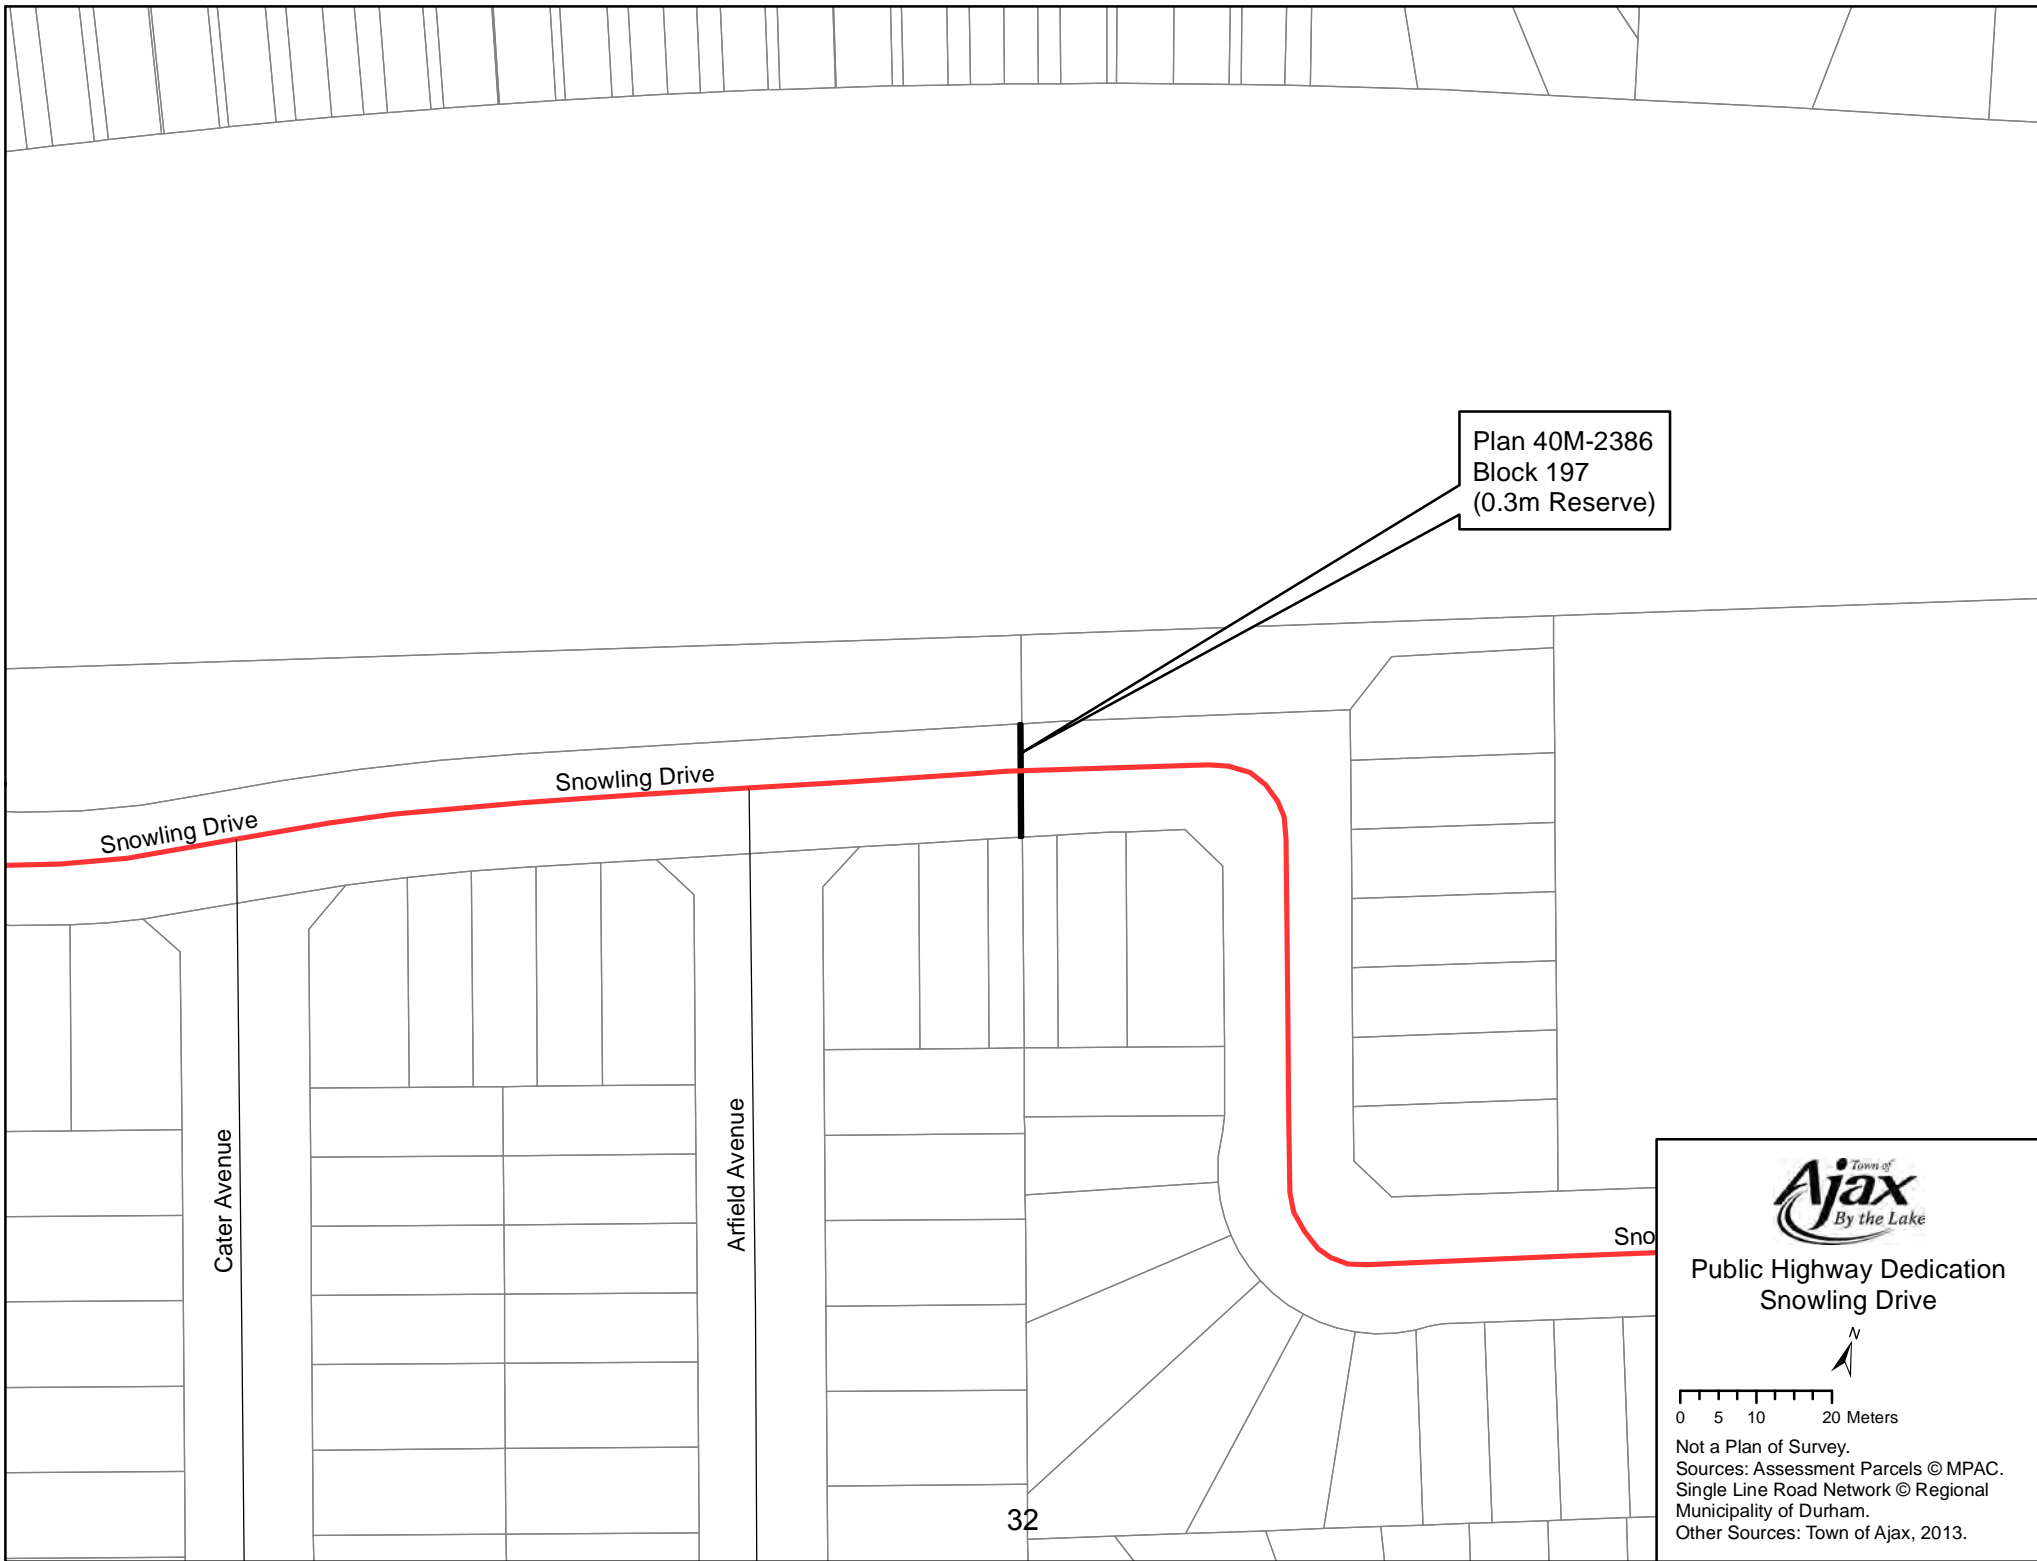 Plan 40M-2386
Block 197
(0.3m Reserve)
Snowling Drive
Snowling Drive
Cater Avenue
Arfield Avenue
Sno
32
Town of
Ajax
By the Lake
Public Highway Dedication
Snowling Drive
N
0 5 10 20 Meters
Not a Plan of Survey.
Sources: Assessment Parcels © MPAC.
Single Line Road Network © Regional
Municipality of Durham.
Other Sources: Town of Ajax, 2013.